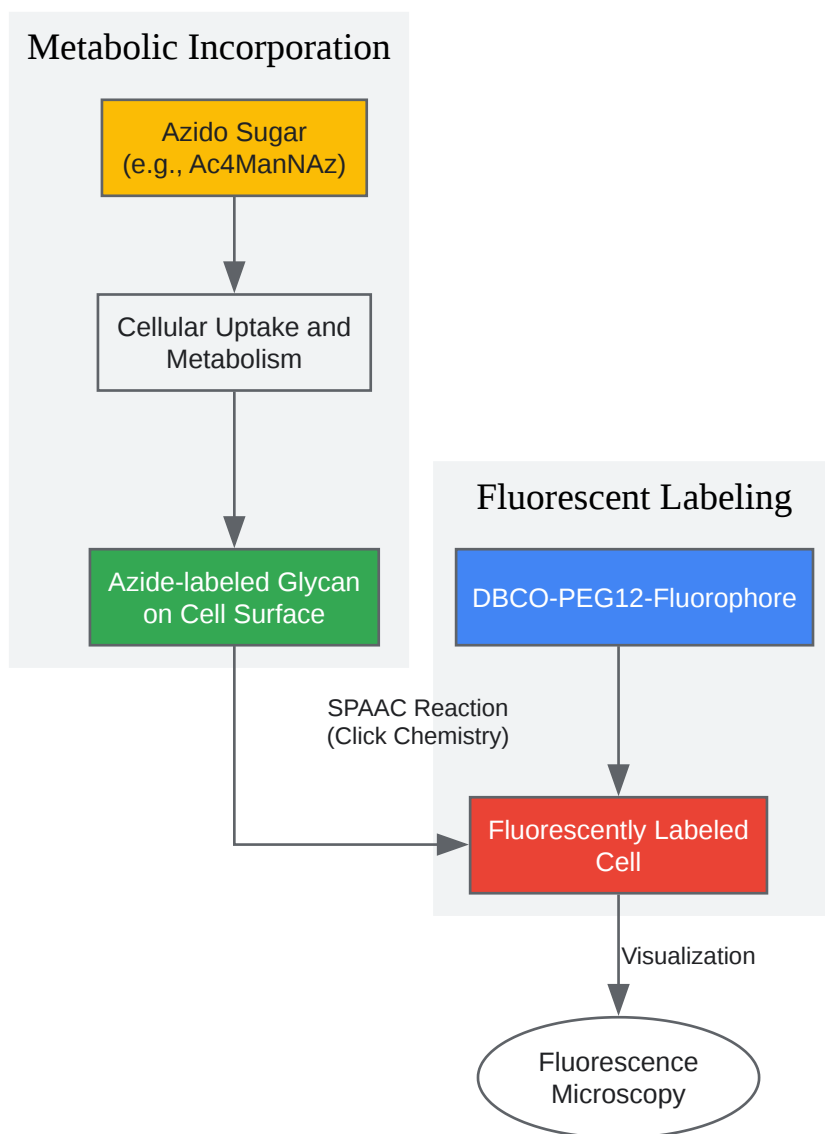 Metabolic Incorporation
Azido Sugar
(e.g., Ac4ManNAz)
Cellular Uptake and
Metabolism
Azide-labeled Glycan
on Cell Surface
Fluorescent Labeling
DBCO-PEG12-Fluorophore
SPAAC Reaction
(Click Chemistry)
Fluorescently Labeled
Cell
Visualization
Fluorescence
Microscopy